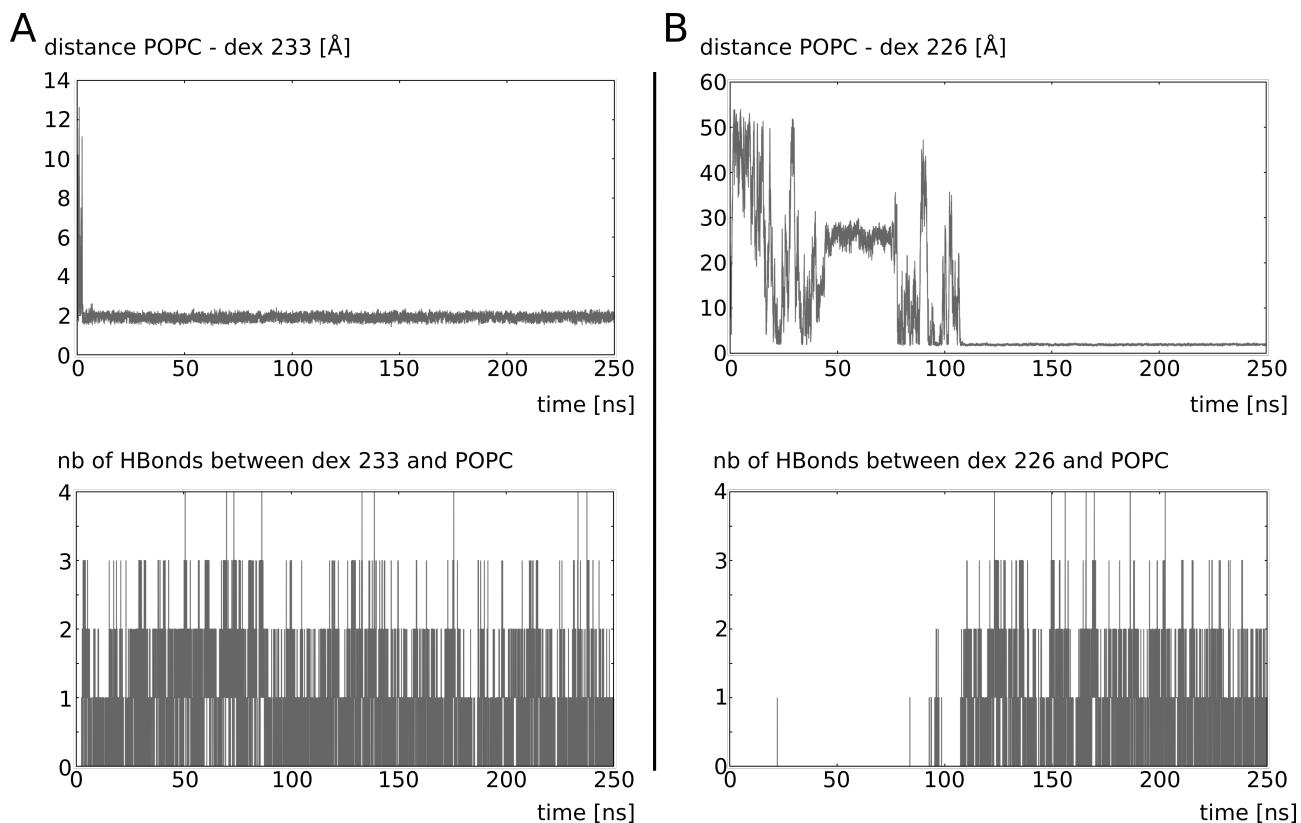 A
distance POPC - dex 233 [Å]
14
12
10
8
6
4
2
0
0 50 100 150 200 250
time [ns]
nb of HBonds between dex 233 and POPC
4
3
2
1
0
0 50 100 150 200 250
time [ns]
B
distance POPC - dex 226 [Å]
60
50
40
30
20
10
0
0 50 100 150 200 250
time [ns]
nb of HBonds between dex 226 and POPC
4
3
2
1
0
0 50 100 150 200 250
time [ns]